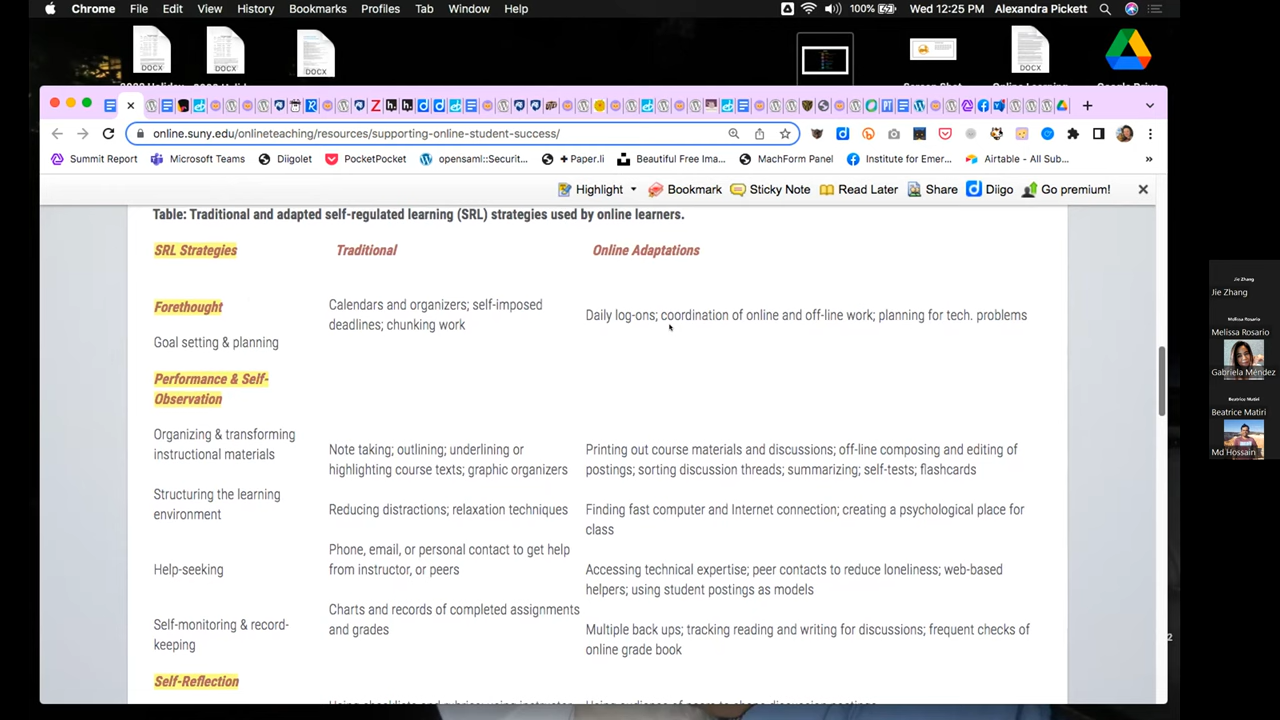 Chrome File Edit View History Bookmarks Profiles Tab Window Help 100% Wed 12:25 PM Alexandra Pickett
DOCX DOCX DOCX
online.suny.edu/onlineteaching/resources/supporting-online-student-success/
Summit Report Microsoft Teams Diigolet PocketPocket opensaml::Securit... + Paper.li Beautiful Free Ima... MachForm Panel Institute for Emer... Airtable - All Sub... »
Highlight Bookmark Sticky Note Read Later Share Diigo Go premium!
Table: Traditional and adapted self-regulated learning (SRL) strategies used by online learners.
SRL Strategies Traditional Online Adaptations
Forethought
Calendars and organizers; self-imposed
deadlines; chunking work
Daily log-ons; coordination of online and off-line work; planning for tech. problems
Goal setting & planning
Performance & Self-
Observation
Organizing & transforming
instructional materials
Note taking; outlining; underlining or
highlighting course texts; graphic organizers
Printing out course materials and discussions; off-line composing and editing of
postings; sorting discussion threads; summarizing; self-tests; flashcards
Structuring the learning
environment
Reducing distractions; relaxation techniques
Finding fast computer and Internet connection; creating a psychological place for
class
Help-seeking
Phone, email, or personal contact to get help
from instructor, or peers
Accessing technical expertise; peer contacts to reduce loneliness; web-based
helpers; using student postings as models
Self-monitoring & record-
keeping
Charts and records of completed assignments
and grades
Multiple back ups; tracking reading and writing for discussions; frequent checks of
online grade book
Self-Reflection
Jie Zhang
Jie Zhang
Melissa Rosario
Melissa Rosario
Gabriela Méndez
Beatrice Matiri
Md Hossain
2